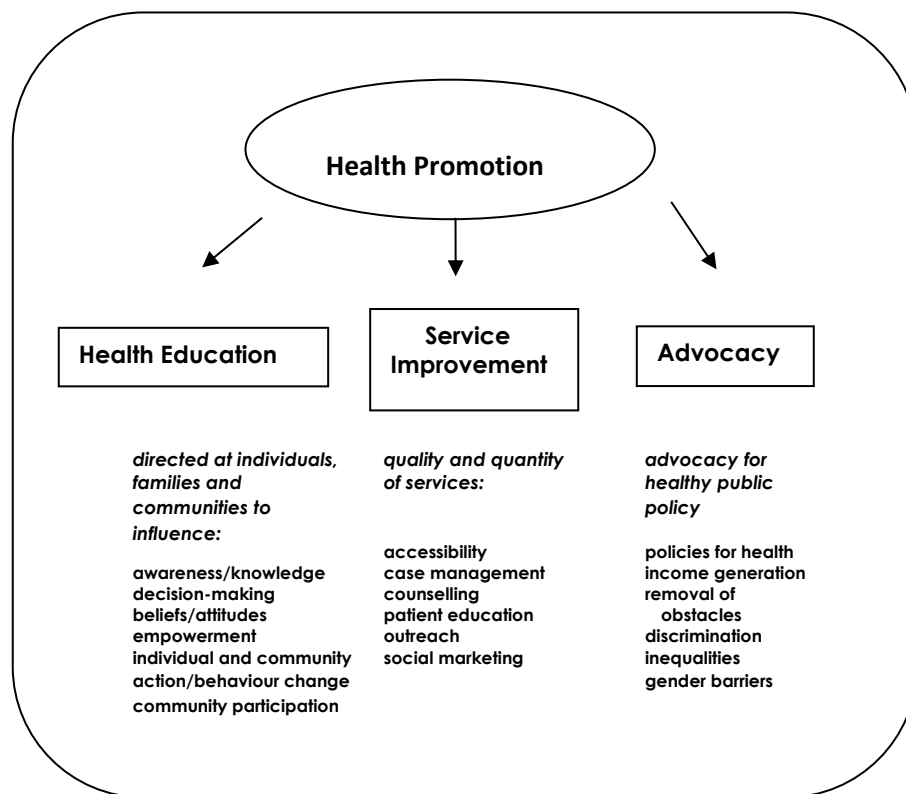 Health Promotion
Health Education
Service
Improvement
Advocacy
directed at individuals,
families and
communities to
influence:
awareness/knowledge
decision-making
beliefs/attitudes
empowerment
individual and community
action/behaviour change
community participation
quality and quantity
of services:
accessibility
case management
counselling
patient education
outreach
social marketing
advocacy for
healthy public
policy
policies for health
income generation
removal of
obstacles
discrimination
inequalities
gender barriers